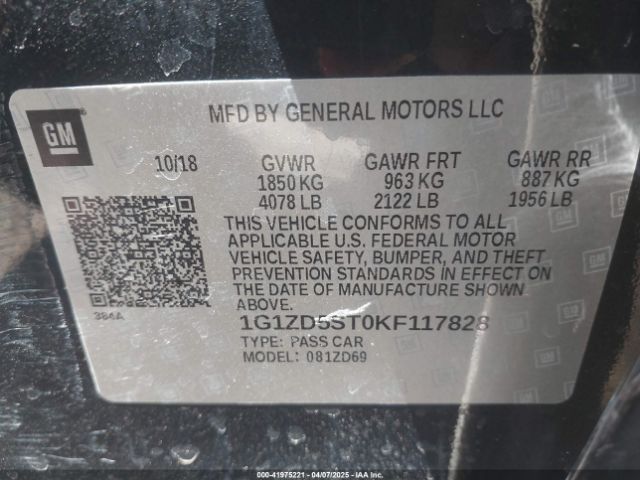 GM
MFD BY GENERAL MOTORS LLC
10/18 GVWR GAWR FRT GAWR RR
1850 KG 963 KG 887 KG
4078 LB 2122 LB 1956 LB
THIS VEHICLE CONFORMS TO ALL
APPLICABLE U.S. FEDERAL MOTOR
VEHICLE SAFETY, BUMPER, AND THEFT
PREVENTION STANDARDS IN EFFECT ON
THE DATE OF MANUFACTURE SHOWN ABOVE.
384A
1G1ZD5ST0KF117828
TYPE: PASS CAR
MODEL: 081ZD69
000-41975221 - 04/07/2025 - IAA Inc.